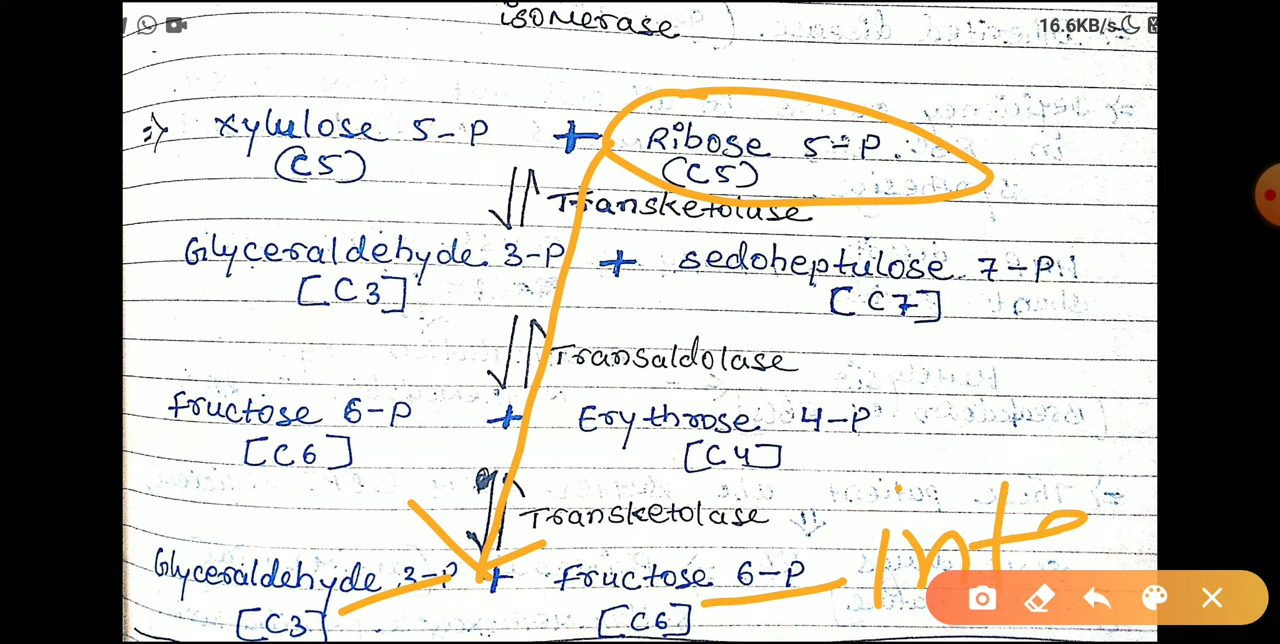 isomerase
16.6KB/s
⇒ xylulose 5-P + Ribose 5-P.
(C5) (C5)
Transketolase
Glyceraldehyde 3-P + sedoheptulose 7-P
[C3] [C7]
Transaldolase
fructose 6-P + Erythrose 4-P
[C6] [C4]
Transketolase
Glyceraldehyde 3-P + fructose 6-P
[C3] [C6]
into